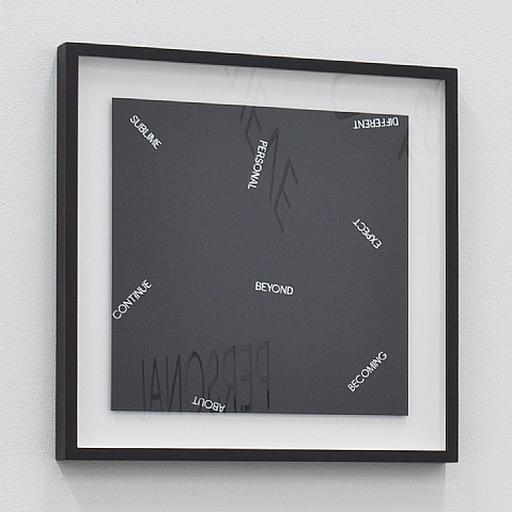 SUBLIME
DIFFERENT
PERSONAL
EXPECT
BEYOND
CONTINUE
BECOMING
ABOUT
PERSONAL